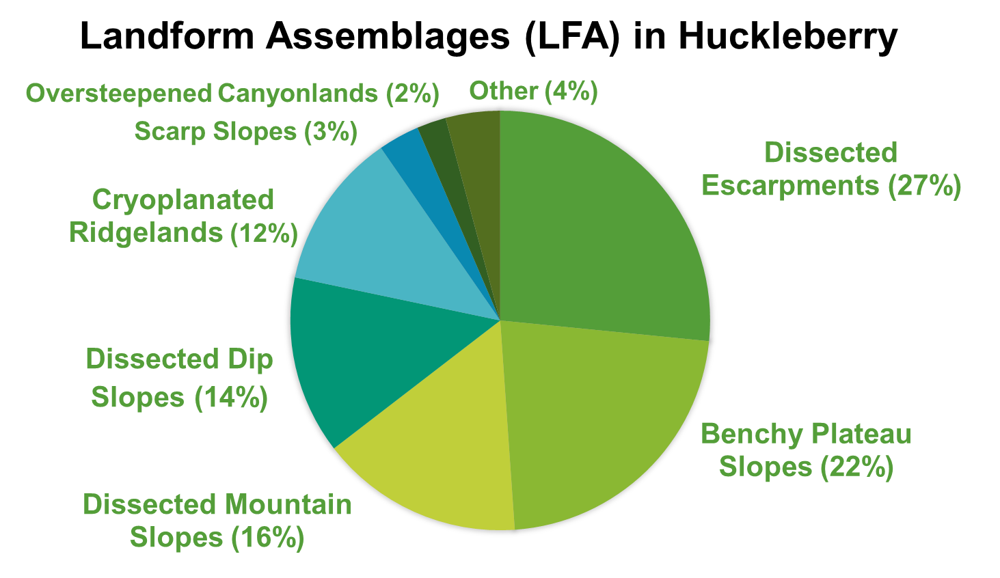 Landform Assemblages (LFA) in Huckleberry
Oversteepened Canyonlands (2%)
Other (4%)
Scarp Slopes (3%)
Dissected
Escarpments (27%)
Cryoplanated
Ridgelands (12%)
Dissected Dip
Slopes (14%)
Benchy Plateau
Slopes (22%)
Dissected Mountain
Slopes (16%)